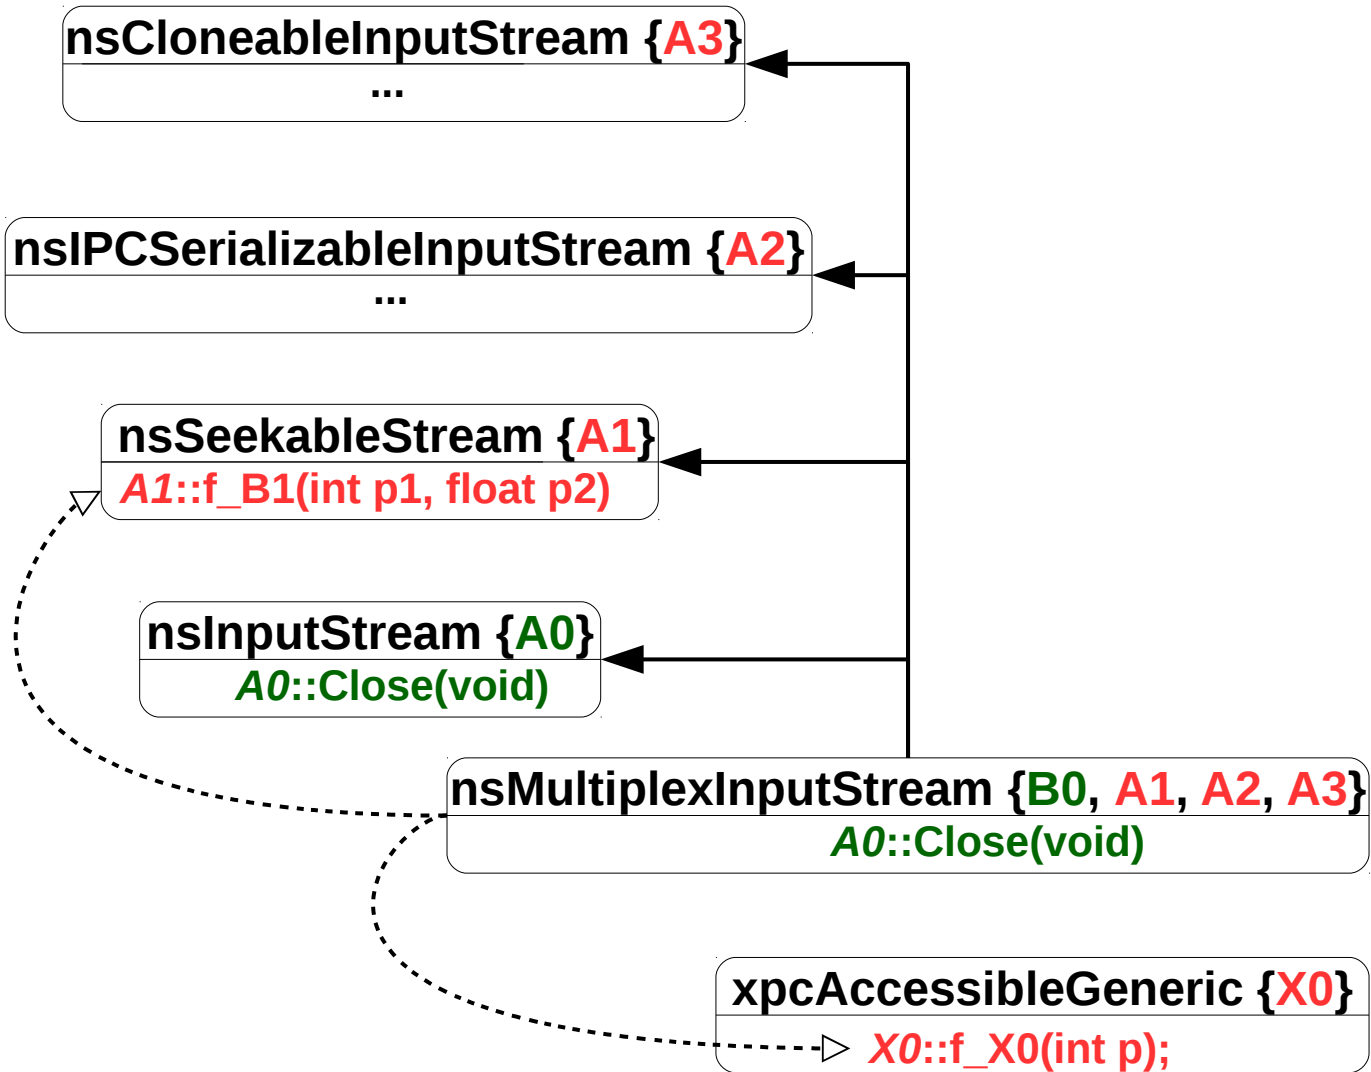 nsCloneableInputStream {A3}
...
nsIPCSerializableInputStream {A2}
...
nsSeekableStream {A1}
A1::f_B1(int p1, float p2)
nsInputStream {A0}
A0::Close(void)
nsMultiplexInputStream {B0, A1, A2, A3}
A0::Close(void)
xpcAccessibleGeneric {X0}
X0::f_X0(int p);